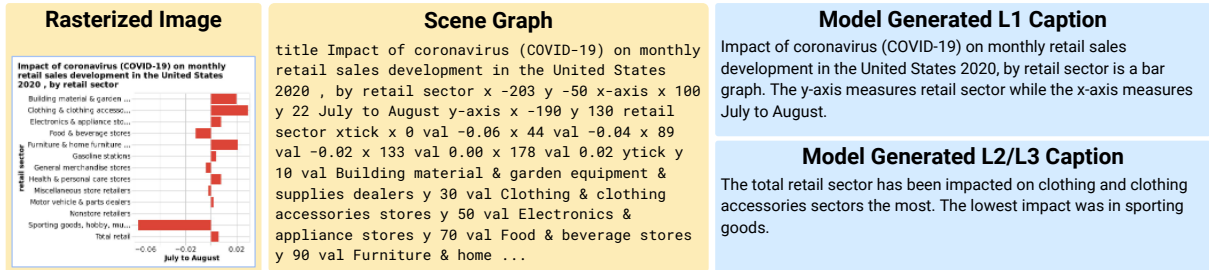 Rasterized Image
Impact of coronavirus (COVID-19) on monthly
retail sales development in the United States
2020 , by retail sector
Building material & garden ...
Clothing & clothing accesso...
Electronics & appliance sto...
Food & beverage stores
Furniture & home furniture ...
Gasoline stations
General merchandise stores
Health & personal care stores
Miscellaneous store retailers
Motor vehicle & parts dealers
Nonstore retailers
Sporting goods, hobby, mu...
Total retail
retail sector
−0.06 −0.02 0.02
July to August
Scene Graph
title Impact of coronavirus (COVID-19) on monthly
retail sales development in the United States
2020 , by retail sector x -203 y -50 x-axis x 100
y 22 July to August y-axis x -190 y 130 retail
sector xtick x 0 val -0.06 x 44 val -0.04 x 89
val -0.02 x 133 val 0.00 x 178 val 0.02 ytick y
10 val Building material & garden equipment &
supplies dealers y 30 val Clothing & clothing
accessories stores y 50 val Electronics &
appliance stores y 70 val Food & beverage stores
y 90 val Furniture & home ...
Model Generated L1 Caption
Impact of coronavirus (COVID-19) on monthly retail sales
development in the United States 2020, by retail sector is a bar
graph. The y-axis measures retail sector while the x-axis measures
July to August.
Model Generated L2/L3 Caption
The total retail sector has been impacted on clothing and clothing
accessories sectors the most. The lowest impact was in sporting
goods.